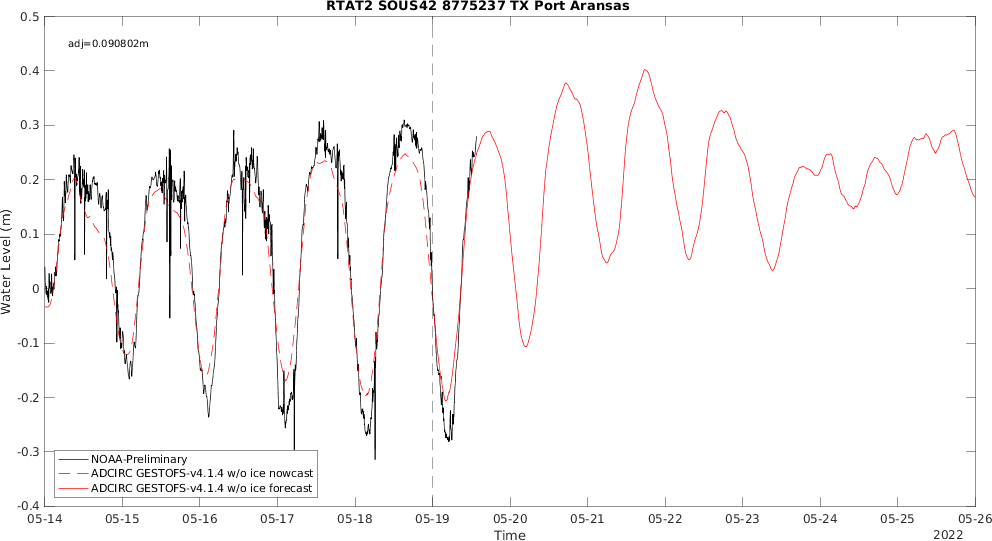 RTAT2 SOUS42 8775237 TX Port Aransas
adj=0.090802m
Water Level (m)
0.5
0.4
0.3
0.2
0.1
0
-0.1
-0.2
-0.3
-0.4
NOAA-Preliminary
ADCIRC GESTOFS-v4.1.4 w/o ice nowcast
ADCIRC GESTOFS-v4.1.4 w/o ice forecast
05-14 05-15 05-16 05-17 05-18 05-19 05-20 05-21 05-22 05-23 05-24 05-25 05-26
Time
2022